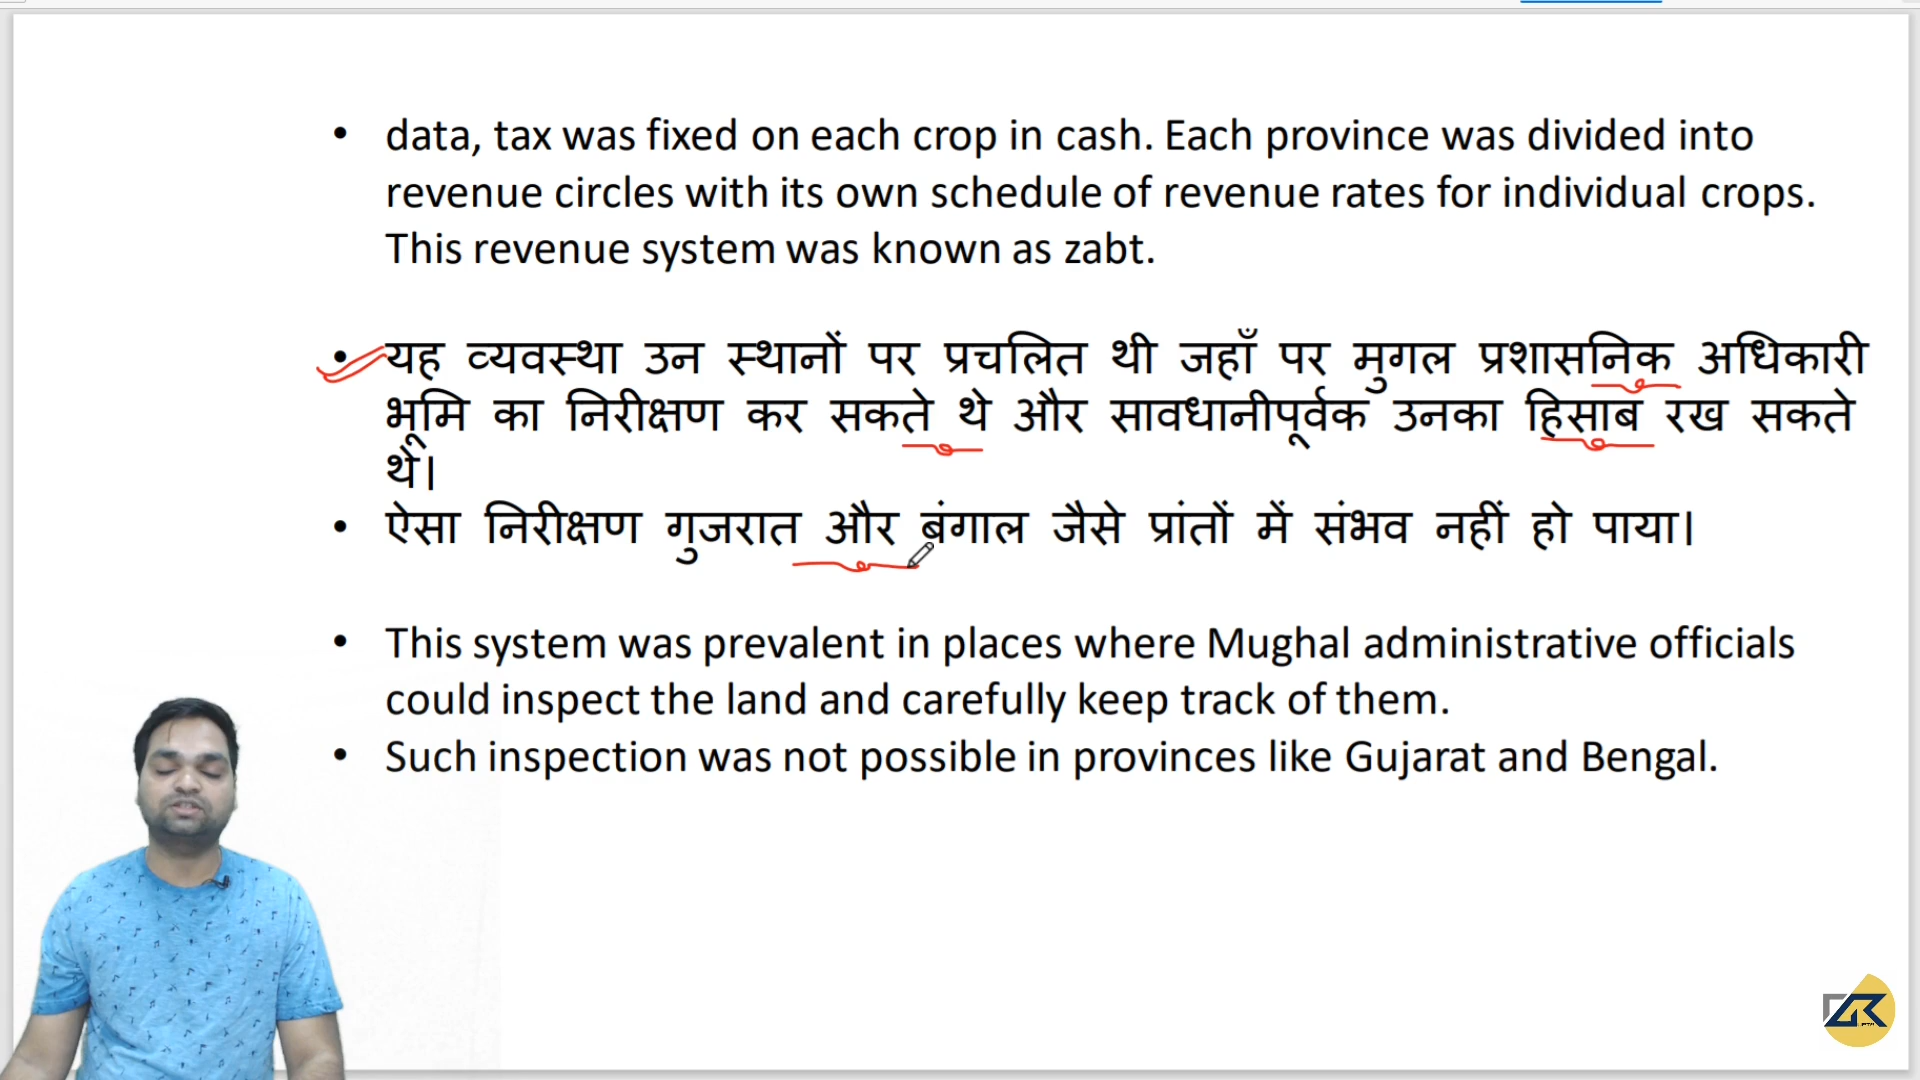 data, tax was fixed on each crop in cash. Each province was divided into
revenue circles with its own schedule of revenue rates for individual crops.
This revenue system was known as zabt.
यह व्यवस्था उन स्थानों पर प्रचलित थी जहाँ पर मुगल प्रशासनिक अधिकारी
भूमि का निरीक्षण कर सकते थे और सावधानीपूर्वक उनका हिसाब रख सकते
थे।
ऐसा निरीक्षण गुजरात और बंगाल जैसे प्रांतों में संभव नहीं हो पाया।
This system was prevalent in places where Mughal administrative officials
could inspect the land and carefully keep track of them.
Such inspection was not possible in provinces like Gujarat and Bengal.